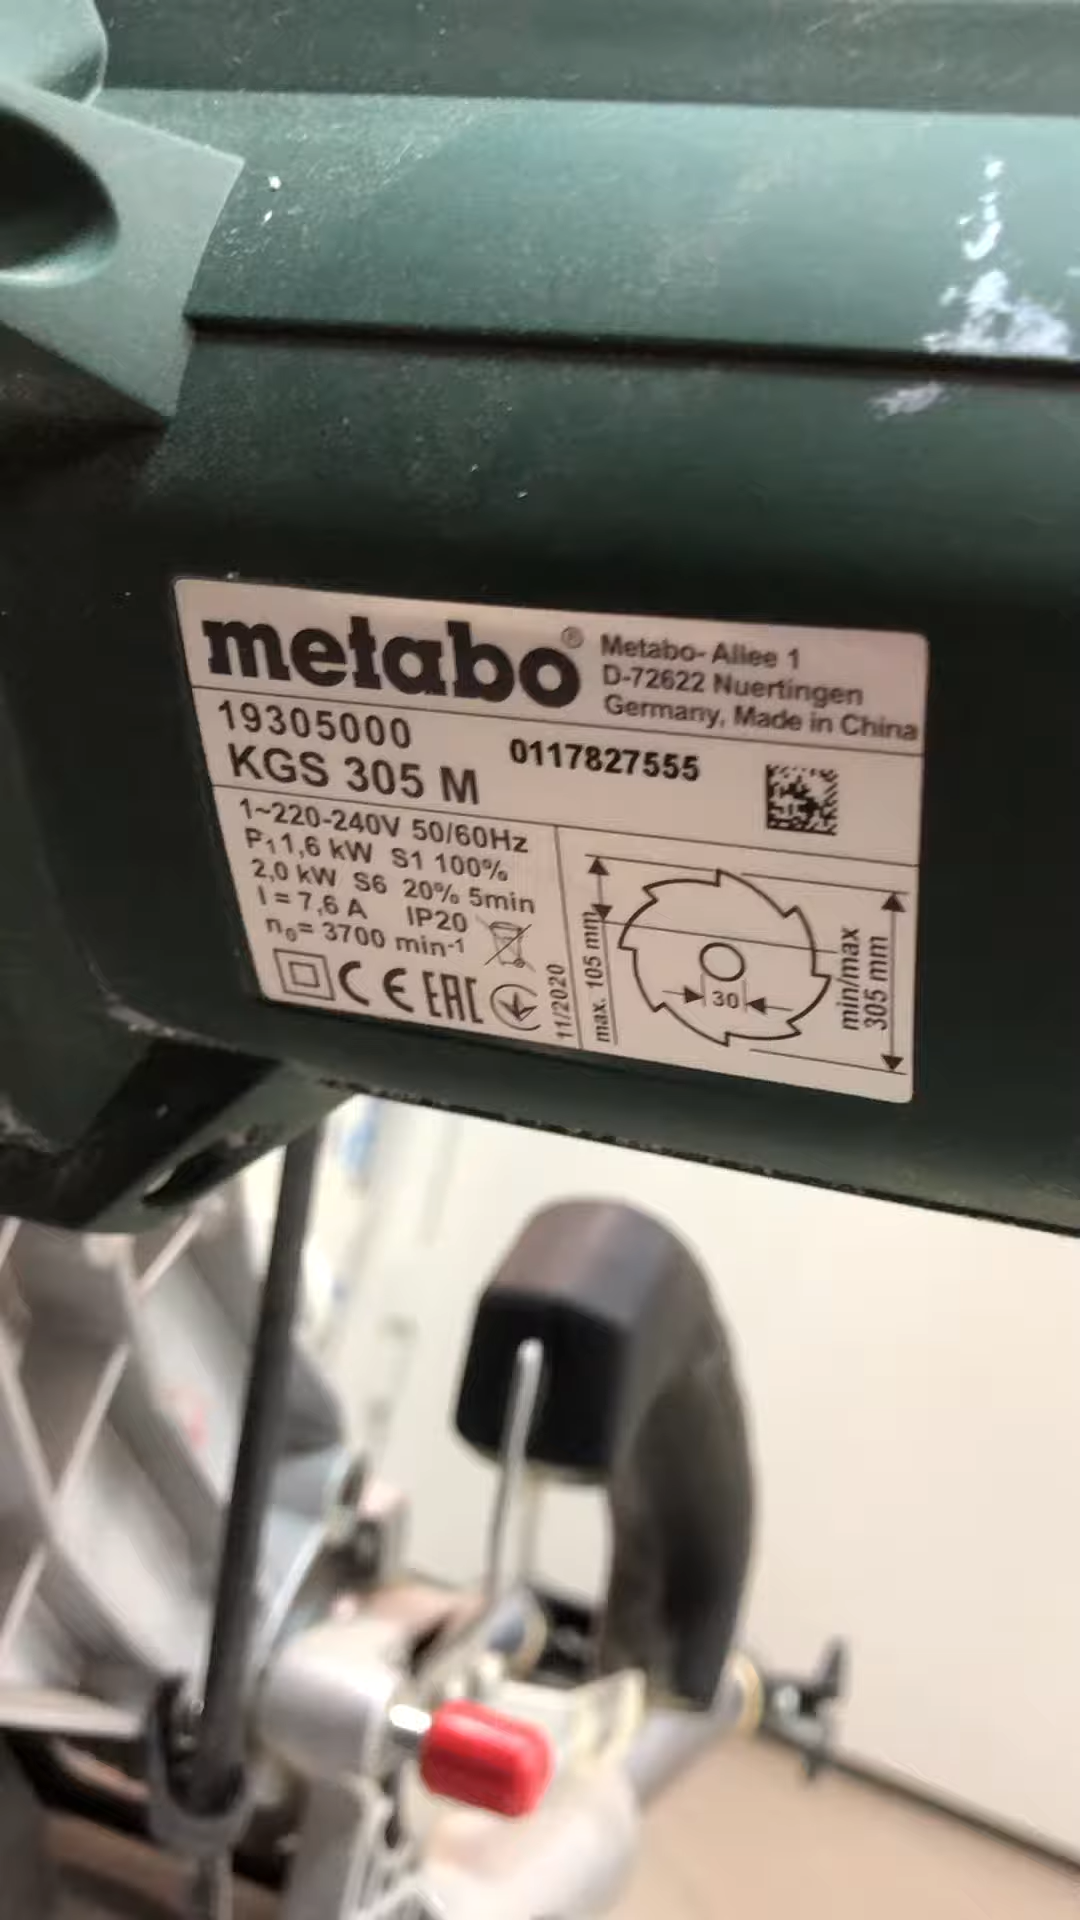 metabo®
Metabo-Allee 1
D-72622 Nuertingen
Germany, Made in China
19305000
KGS 305 M
0117827555
1~220-240V 50/60Hz
P₁ 1,6 kW S1 100%
2,0 kW S6 20% 5min
I = 7,6 A IP20
n₀= 3700 min-1
CE EAC
11/2020
max. 105 mm
30
min/max
305 mm